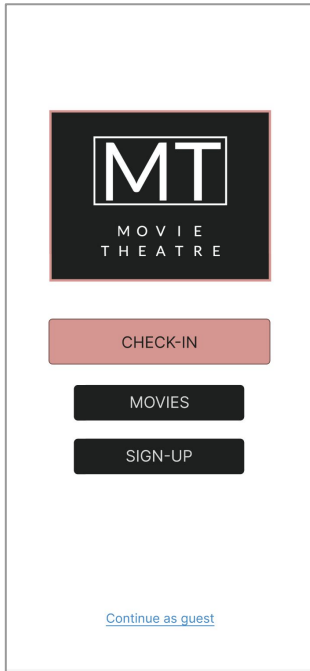 MT
MOVIE
THEATRE
CHECK-IN
MOVIES
SIGN-UP
Continue as guest